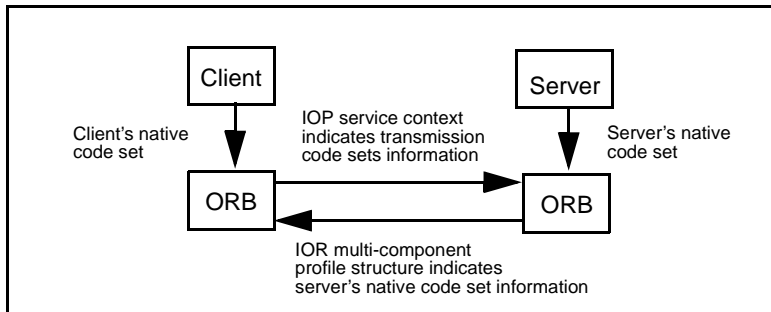 Client
Server
Client's native
code set
IOP service context
indicates transmission
code sets information
Server's native
code set
ORB
ORB
IOR multi-component
profile structure indicates
server's native code set information